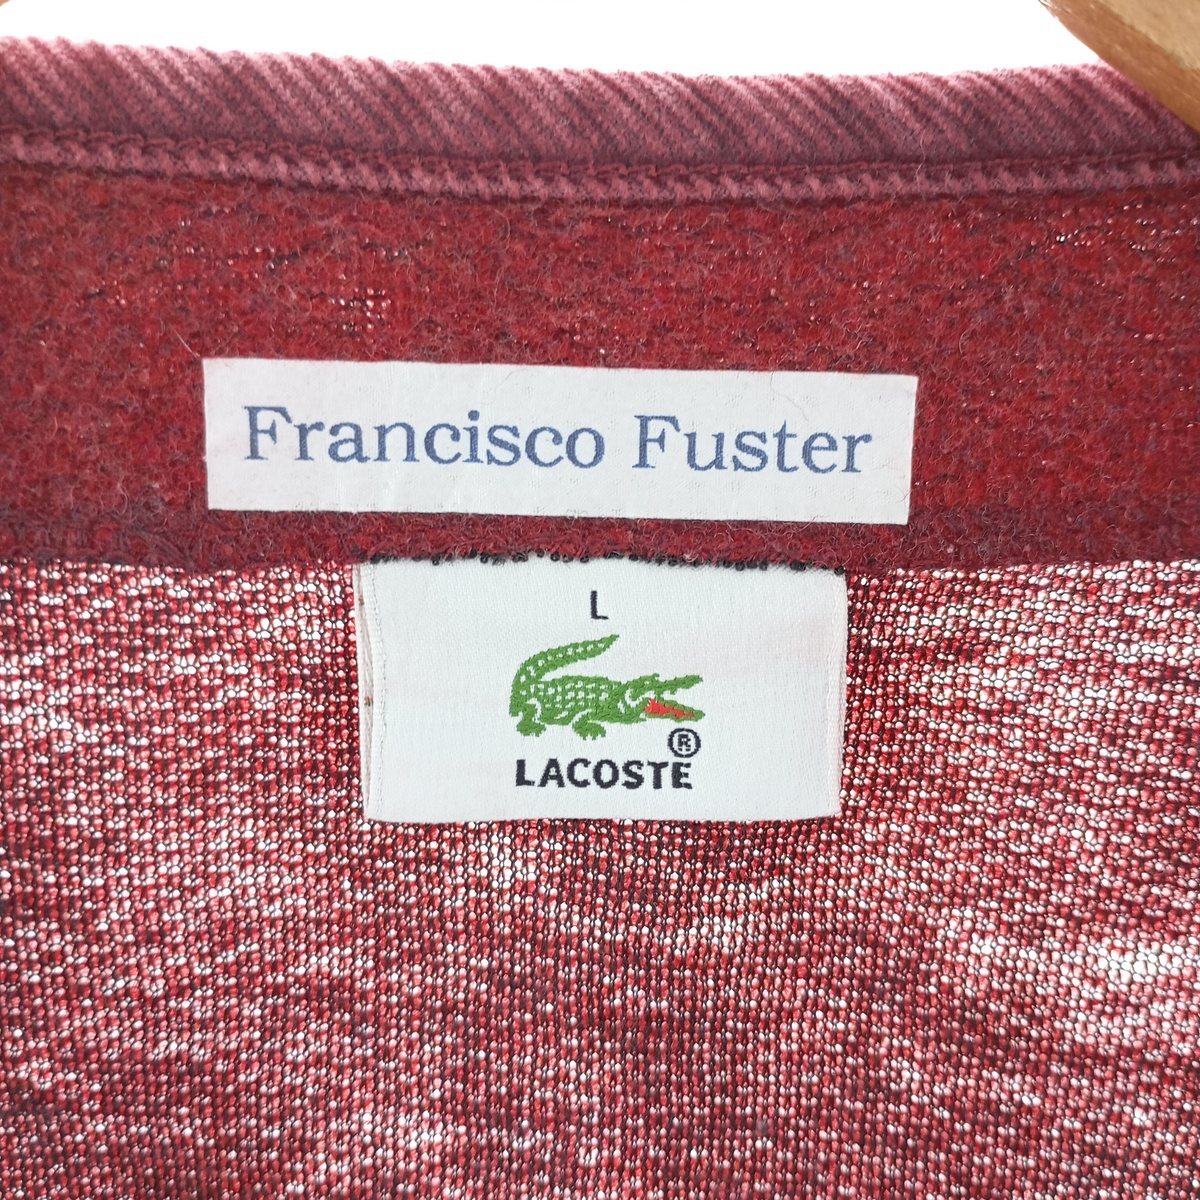 Francisco Fuster
L
®
LACOSTE